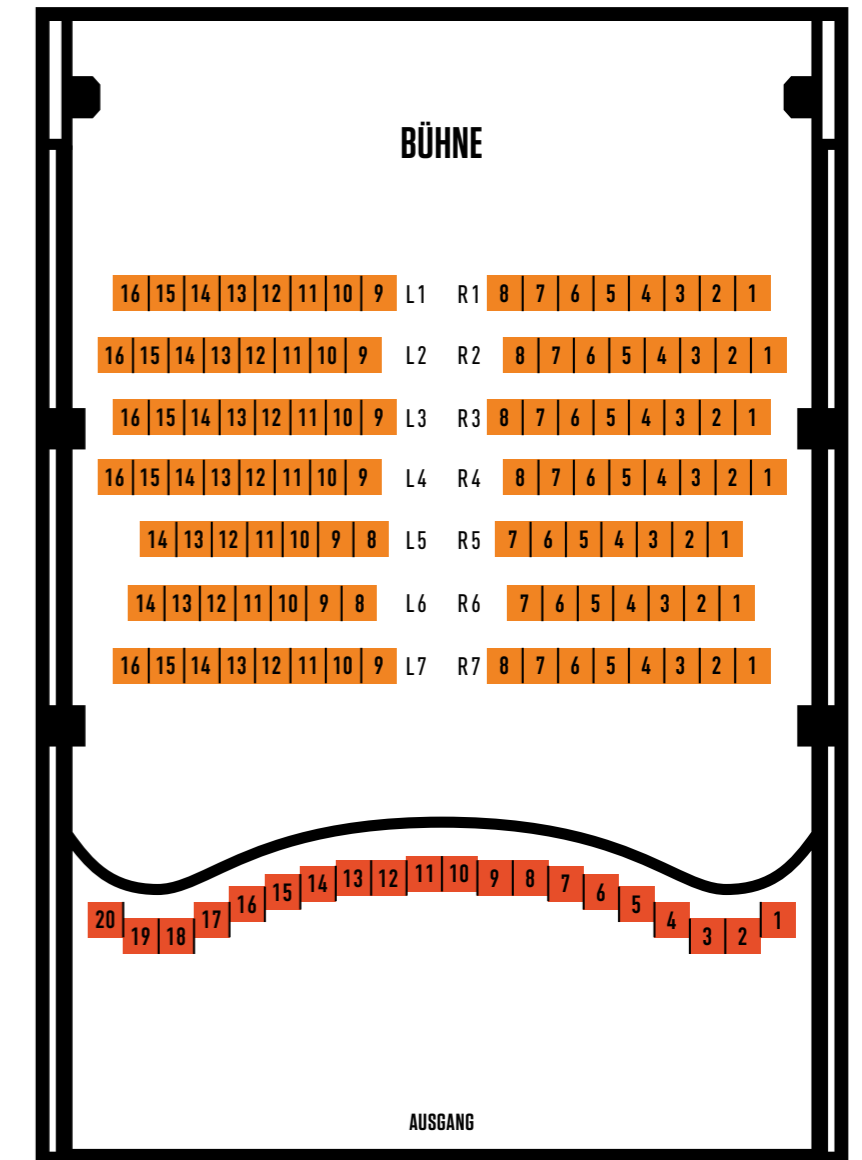 BÜHNE
16 15 14 13 12 11 10 9 L1 R1 8 7 6 5 4 3 2 1
16 15 14 13 12 11 10 9 L2 R2 8 7 6 5 4 3 2 1
16 15 14 13 12 11 10 9 L3 R3 8 7 6 5 4 3 2 1
16 15 14 13 12 11 10 9 L4 R4 8 7 6 5 4 3 2 1
14 13 12 11 10 9 8 L5 R5 7 6 5 4 3 2 1
14 13 12 11 10 9 8 L6 R6 7 6 5 4 3 2 1
16 15 14 13 12 11 10 9 L7 R7 8 7 6 5 4 3 2 1
20 19 18 17 16 15 14 13 12 11 10 9 8 7 6 5 4 3 2 1
AUSGANG